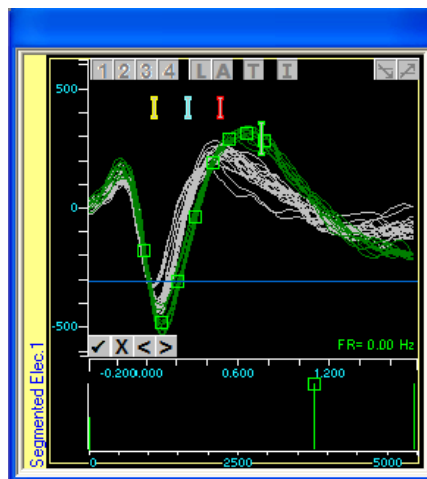 1 2 3 4 L A T I
500
0
-500
✓ X < >
FR= 0.00 Hz
-0.200.000 0.600 1.200
0 2500 5000
Segmented Elec.1